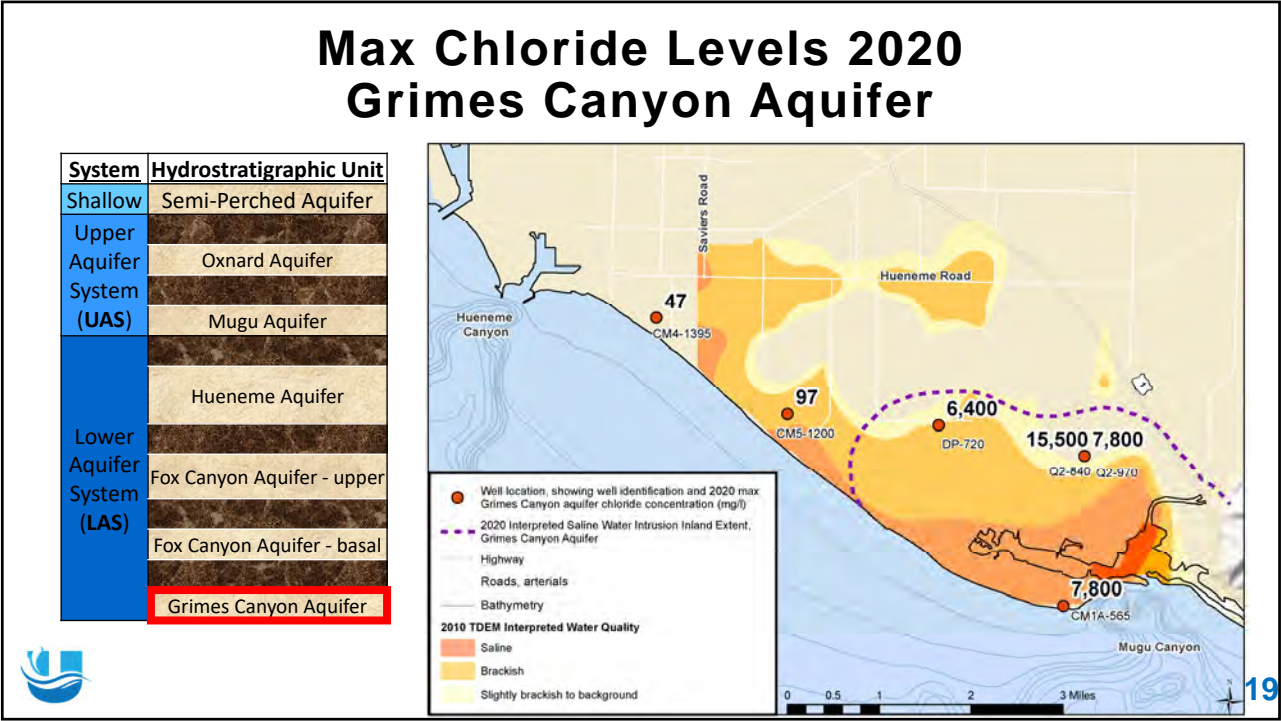 Max Chloride Levels 2020
Grimes Canyon Aquifer
System Hydrostratigraphic Unit
Shallow Semi-Perched Aquifer
Upper
Aquifer
System
(UAS)
Oxnard Aquifer
Mugu Aquifer
Lower
Aquifer
System
(LAS)
Hueneme Aquifer
Fox Canyon Aquifer - upper
Fox Canyon Aquifer - basal
Grimes Canyon Aquifer
Saviers Road
Hueneme Road
Hueneme
Canyon
47
CM4-1395
97
CM5-1200
6,400
DP-720
15,500 7,800
Q2-840 Q2-970
1
7,800
CM1A-565
Mugu Canyon
Well location, showing well identification and 2020 max
Grimes Canyon aquifer chloride concentration (mg/l)
2020 Interpreted Saline Water Intrusion Inland Extent,
Grimes Canyon Aquifer
Highway
Roads, arterials
Bathymetry
2010 TDEM Interpreted Water Quality
Saline
Brackish
Slightly brackish to background
0 0.5 1 2 3 Miles
N
19